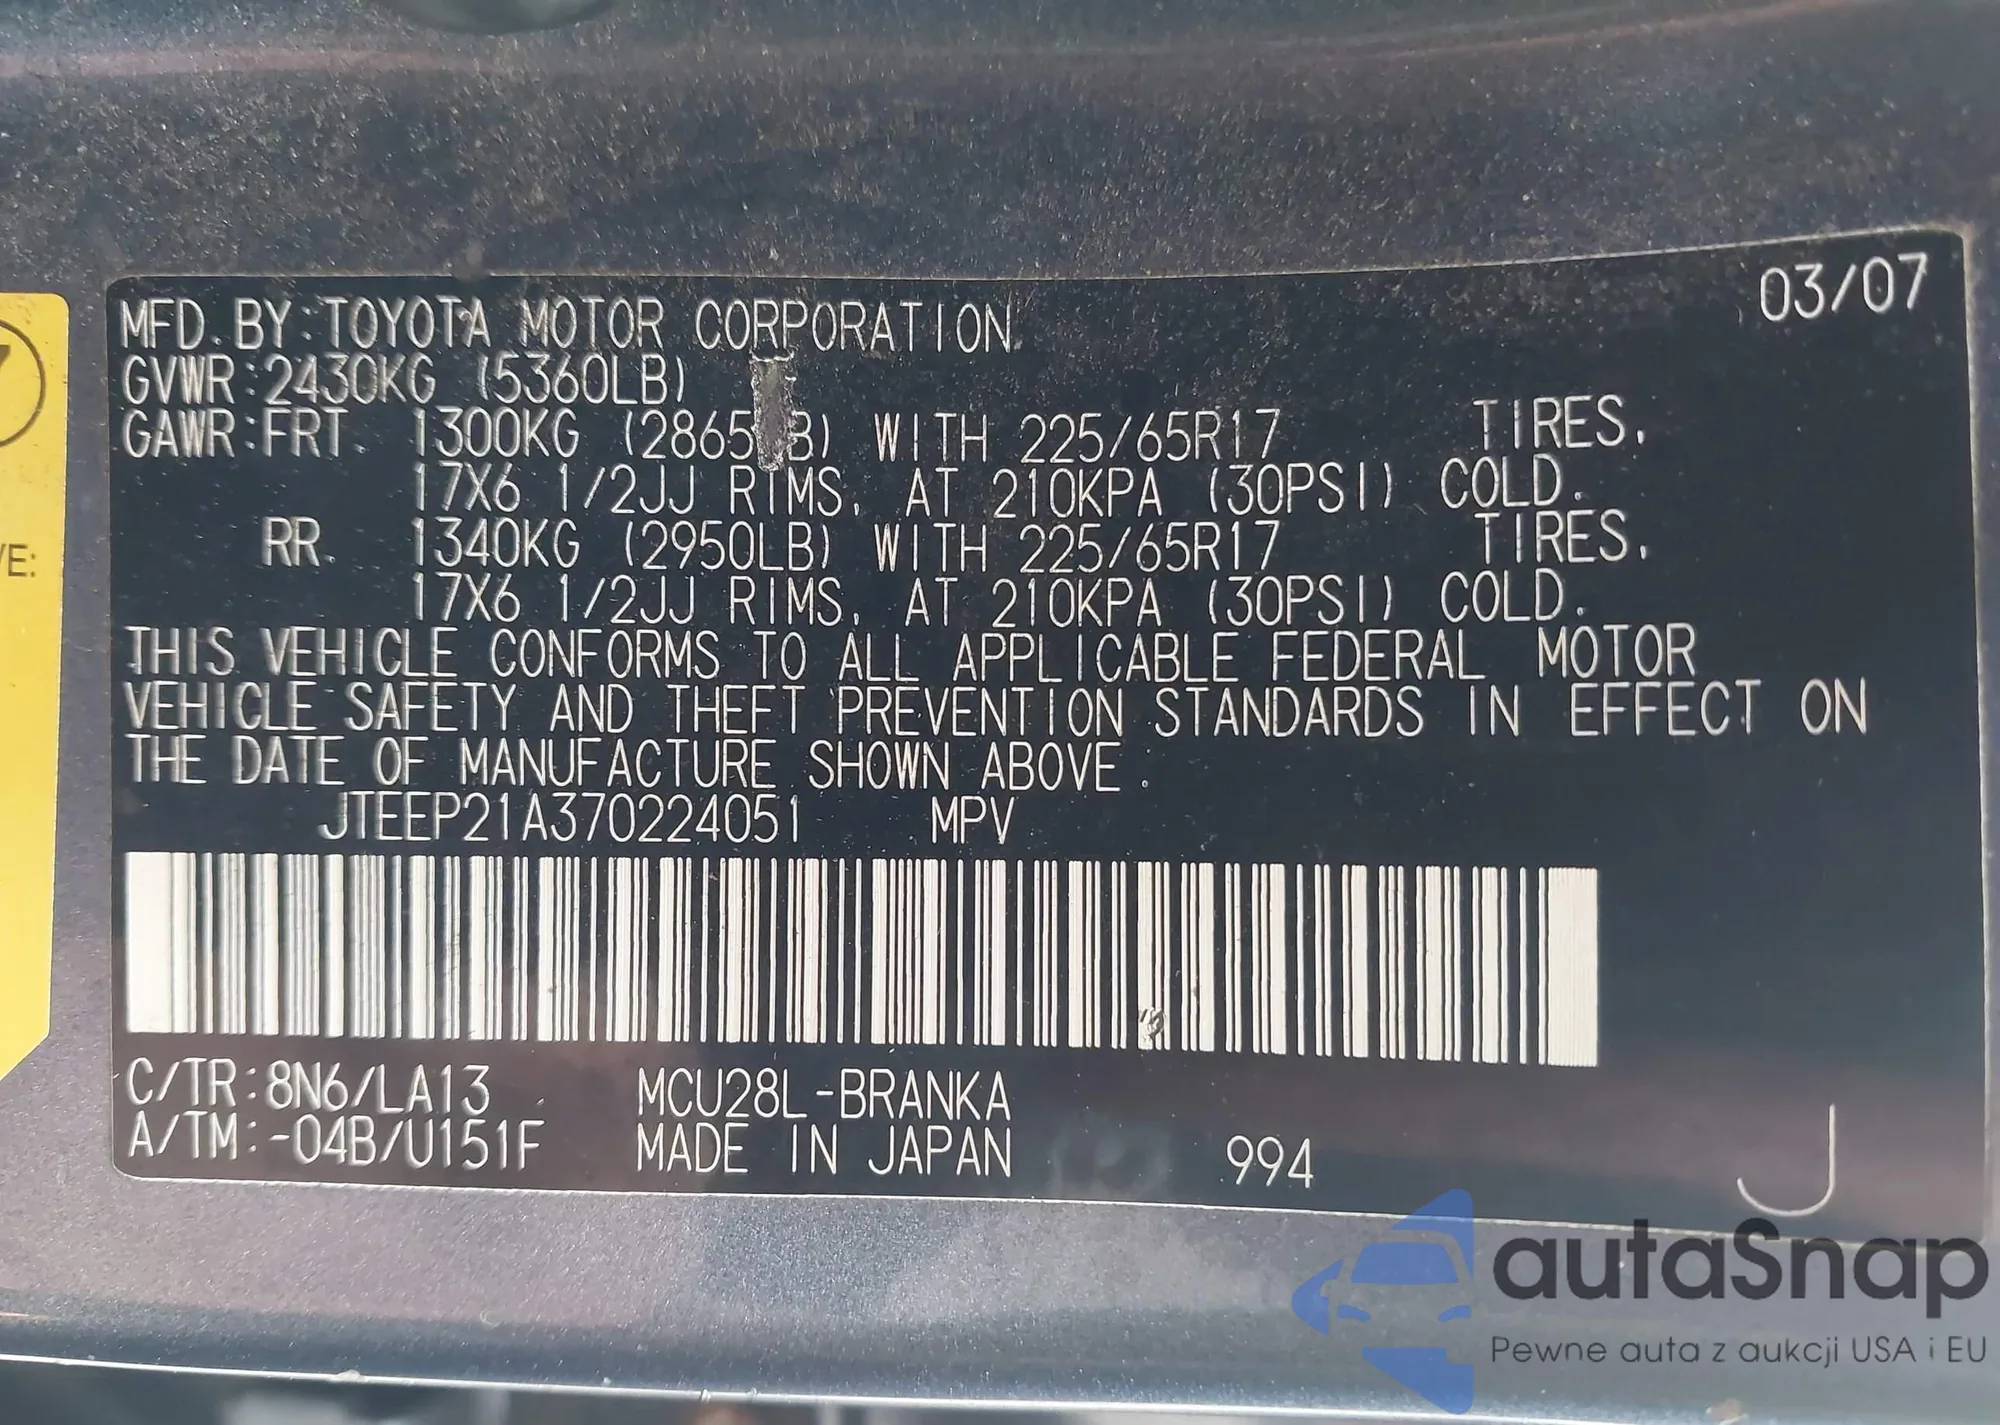 03/07
MFD. BY:TOYOTA MOTOR CORPORATION
GVWR:2430KG (5360LB)
GAWR:FRT. 1300KG (2865LB) WITH 225/65R17 TIRES,
17X6 1/2JJ RIMS, AT 210KPA (30PSI) COLD.
RR. 1340KG (2950LB) WITH 225/65R17 TIRES,
17X6 1/2JJ RIMS, AT 210KPA (30PSI) COLD.
THIS VEHICLE CONFORMS TO ALL APPLICABLE FEDERAL MOTOR
VEHICLE SAFETY AND THEFT PREVENTION STANDARDS IN EFFECT ON
THE DATE OF MANUFACTURE SHOWN ABOVE.
JTEEP21A370224051 MPV
C/TR:8N6/LA13 MCU28L-BRANKA
A/TM:-04B/U151F MADE IN JAPAN 994 J
7
VE:
autaSnap
Pewne auta z aukcji USA i EU